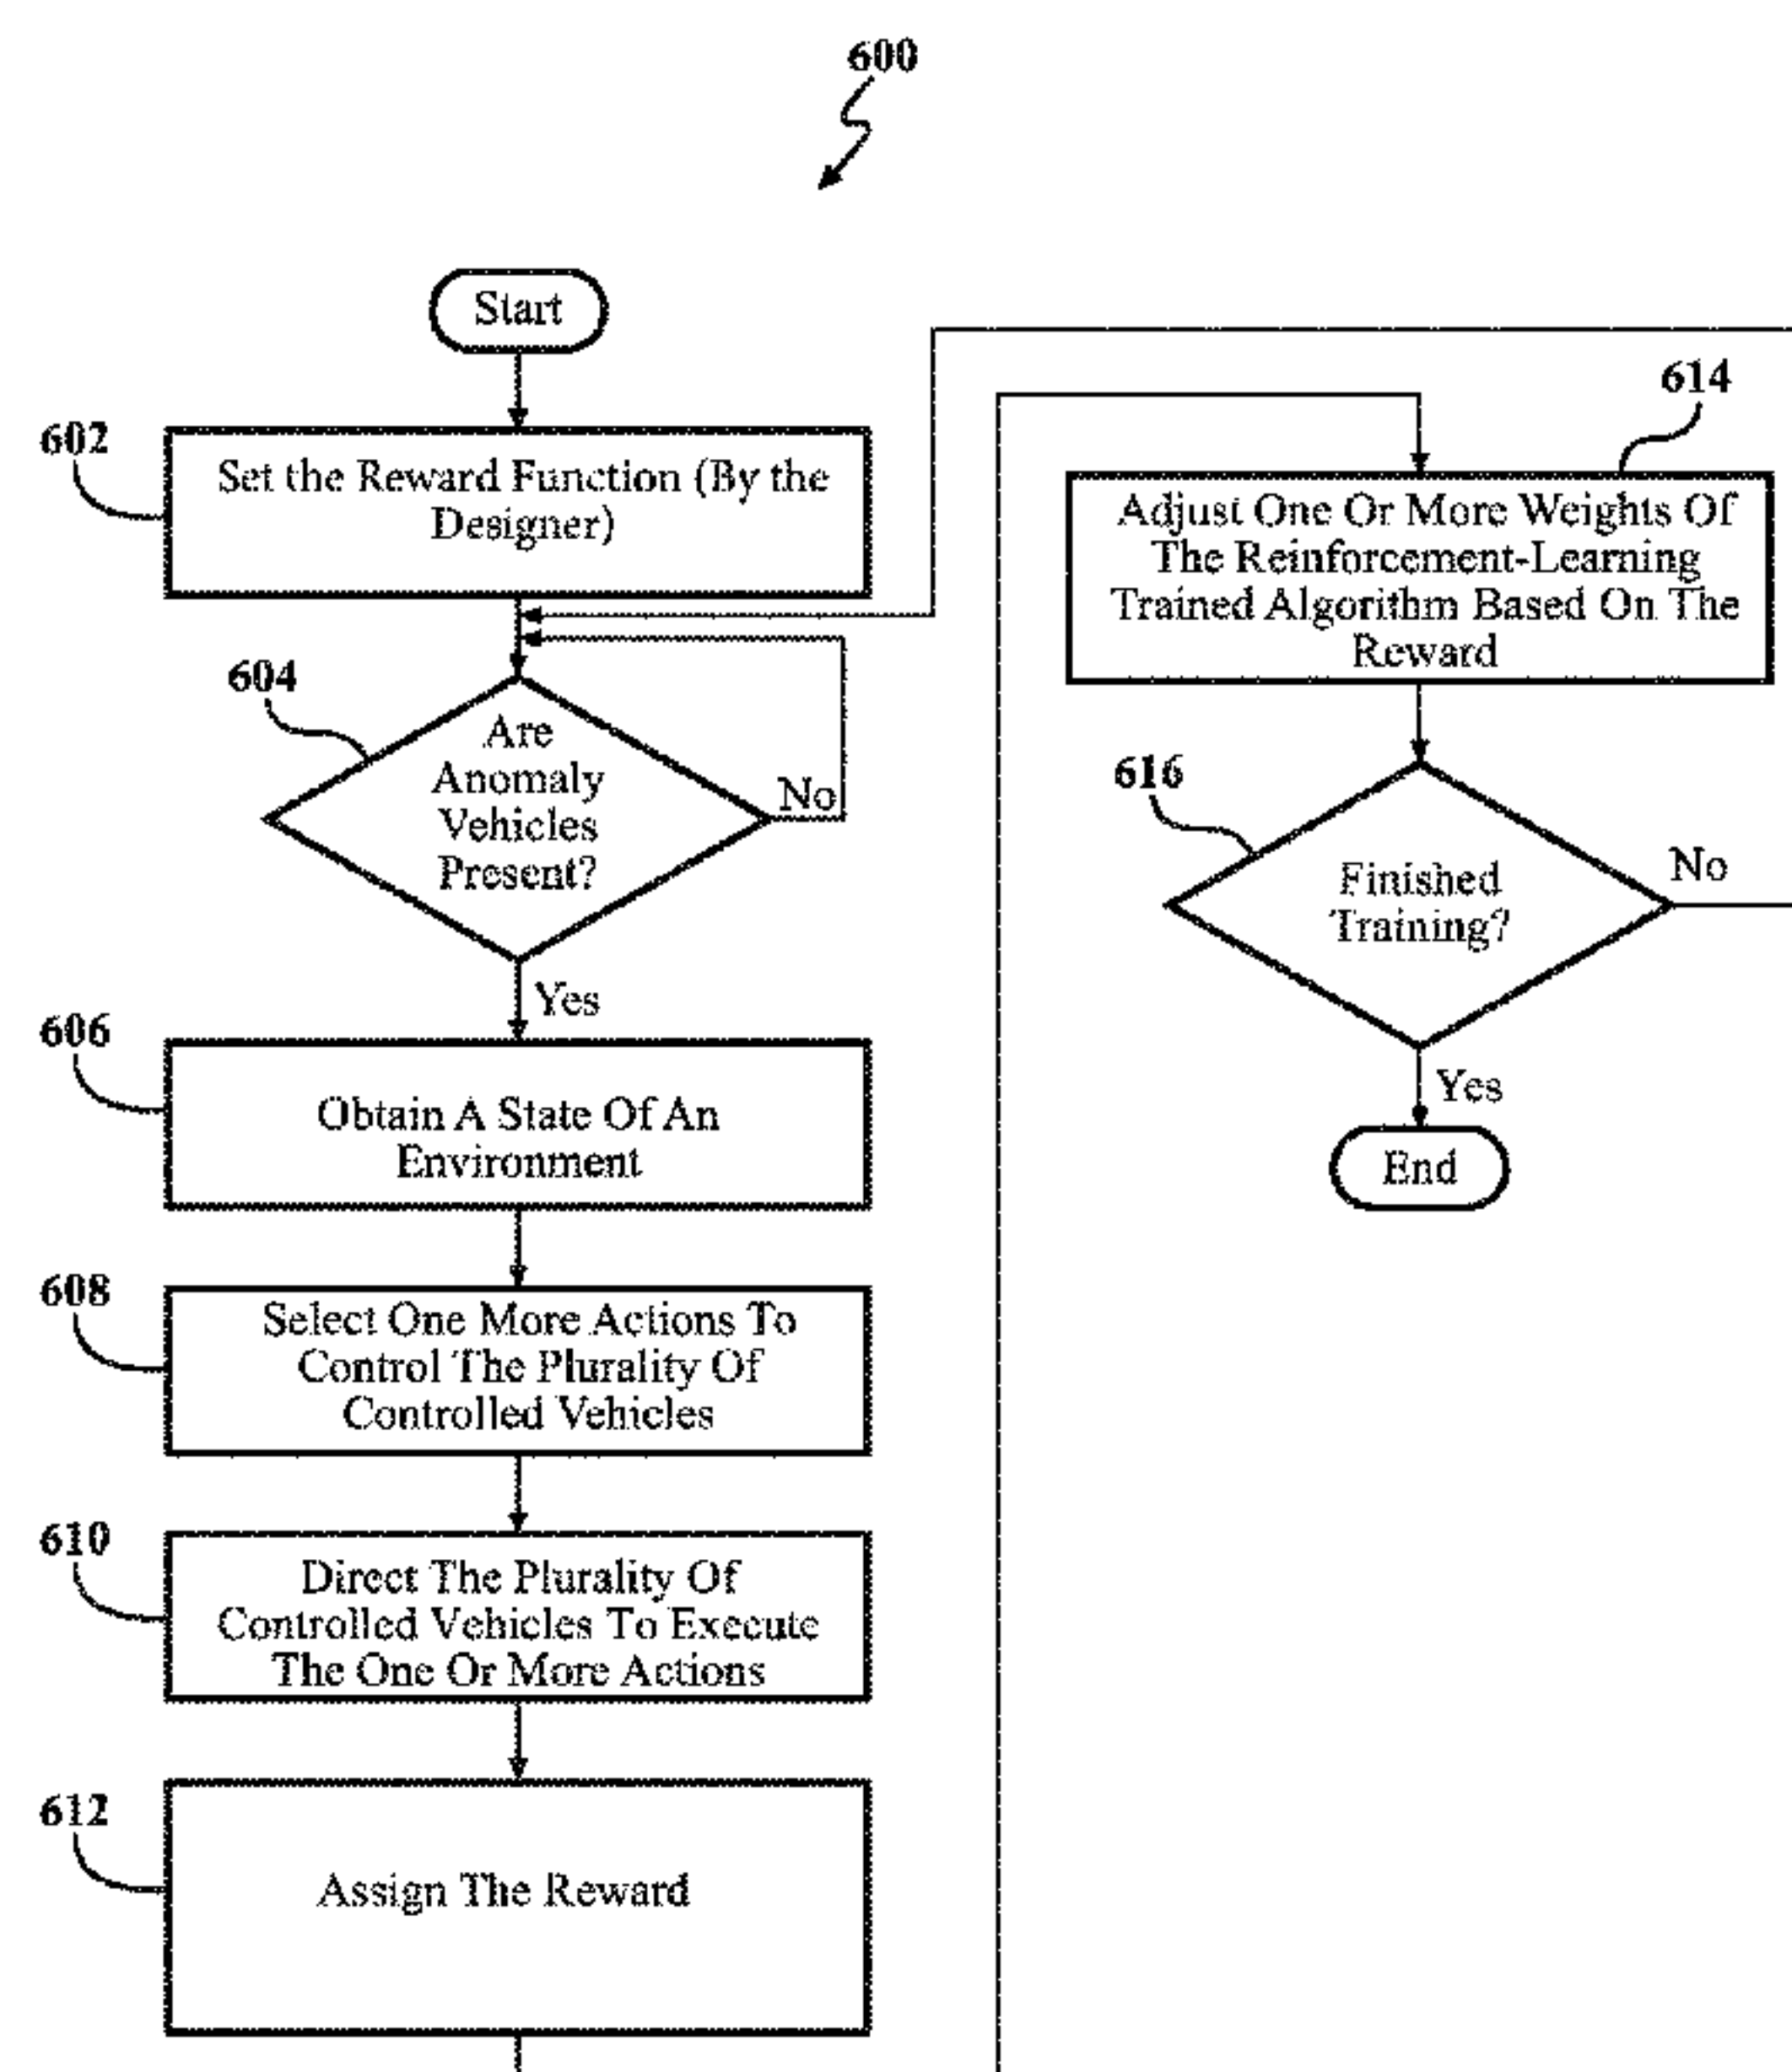 600
Start
602
Set the Reward Function (By the
Designer)
604
Are
Anomaly
Vehicles
Present?
No
Yes
606
Obtain A State Of An
Environment
608
Select One More Actions To
Control The Plurality Of
Controlled Vehicles
610
Direct The Plurality Of
Controlled Vehicles To Execute
The One Or More Actions
612
Assign The Reward
614
Adjust One Or More Weights Of
The Reinforcement-Learning
Trained Algorithm Based On The
Reward
616
Finished
Training?
No
Yes
End